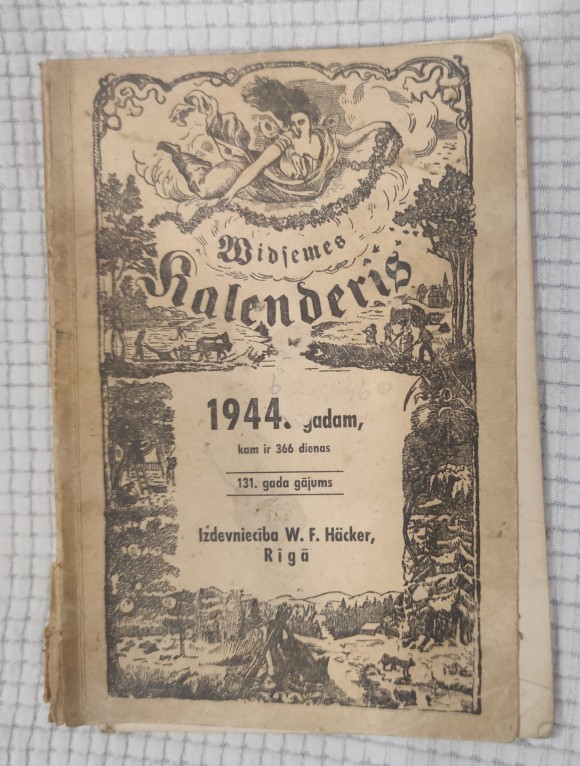 Widsemes
Kalenderis
1944. gadam,
kam ir 366 dienas
131. gada gājums
Izdevniecība W. F. Häcker,
Rīgā